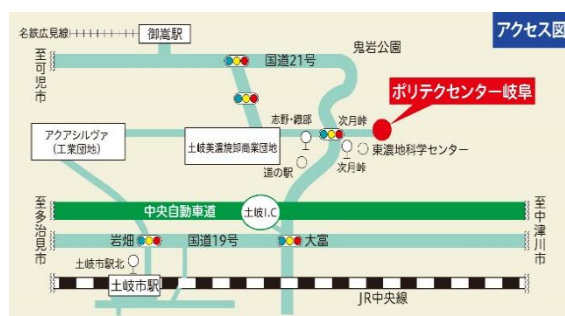 アクセス図
名鉄広見線
御嵩駅
鬼岩公園
至可児市
国道21号
ポリテクセンター岐阜
志野・織部
次月峠
アクアシルヴァ
(工業団地)
土岐美濃焼卸商業団地
東濃地科学センター
道の駅
次月峠
中央自動車道
土岐I.C
至多治見市
至中津川市
岩畑
国道19号
大富
土岐市駅北
土岐市駅
JR中央線